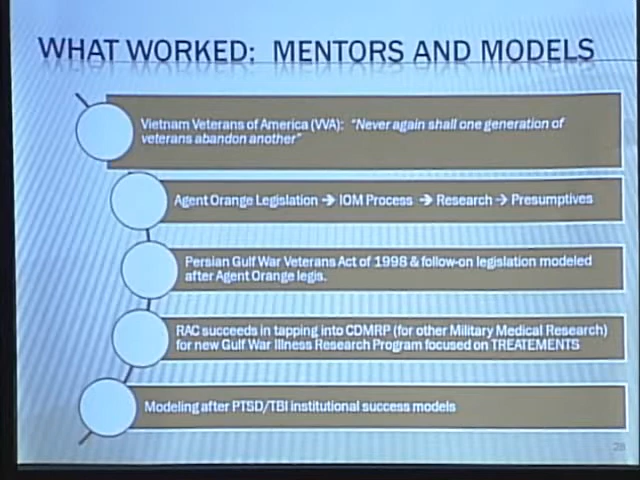 WHAT WORKED: MENTORS AND MODELS
Vietnam Veterans of America (VVA): "Never again shall one generation of
veterans abandon another"
Agent Orange Legislation → IOM Process → Research → Presumptives
Persian Gulf War Veterans Act of 1998 & follow-on legislation modeled
after Agent Orange legis.
RAC succeeds in tapping into CDMRP (for other Military Medical Research)
for new Gulf War Illness Research Program focused on TREATEMENTS
Modeling after PTSD/TBI institutional success models
28